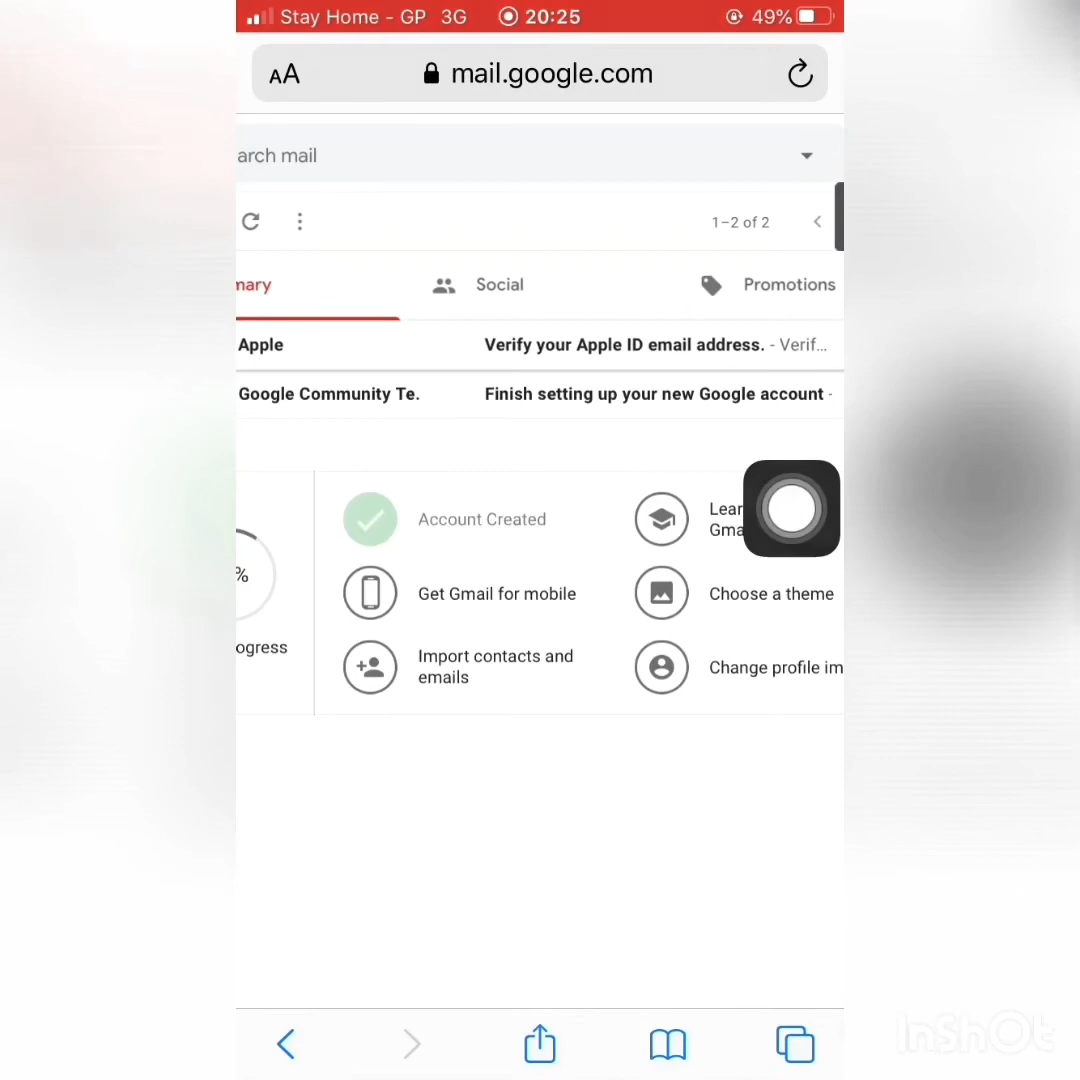 Stay Home - GP 3G 20:25 49%
AA mail.google.com
arch mail
1–2 of 2
mary Social Promotions
Apple Verify your Apple ID email address. - Verif...
Google Community Te. Finish setting up your new Google account -
Account Created
Lear
Gma
%
Get Gmail for mobile
Choose a theme
ogress
Import contacts and
emails
Change profile im
InShOt